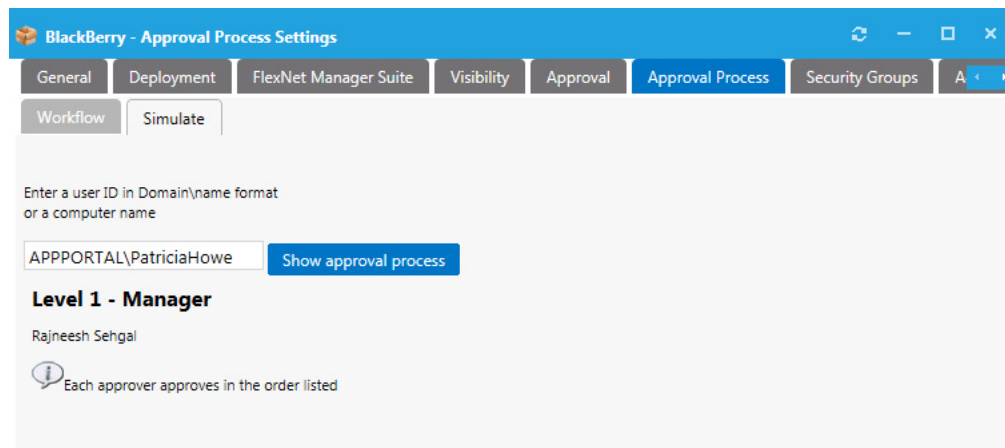 BlackBerry - Approval Process Settings
General Deployment FlexNet Manager Suite Visibility Approval Approval Process Security Groups A
Workflow Simulate
Enter a user ID in Domain\name format
or a computer name
APPPORTAL\PatriciaHowe Show approval process
Level 1 - Manager
Rajneesh Sehgal
Each approver approves in the order listed